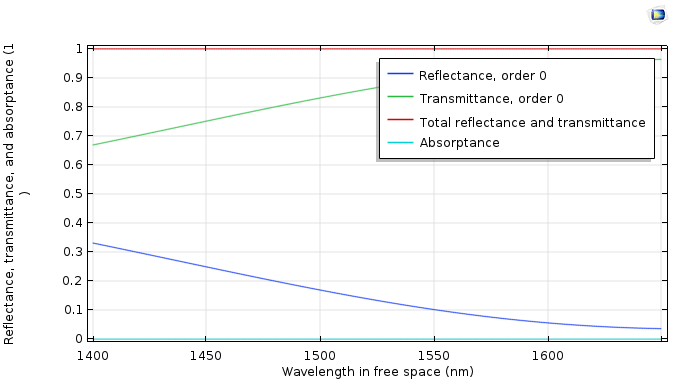 Reflectance, transmittance, and absorptance (1
)
1
0.9
0.8
0.7
0.6
0.5
0.4
0.3
0.2
0.1
0
Reflectance, order 0
Transmittance, order 0
Total reflectance and transmittance
Absorptance
1400 1450 1500 1550 1600
Wavelength in free space (nm)